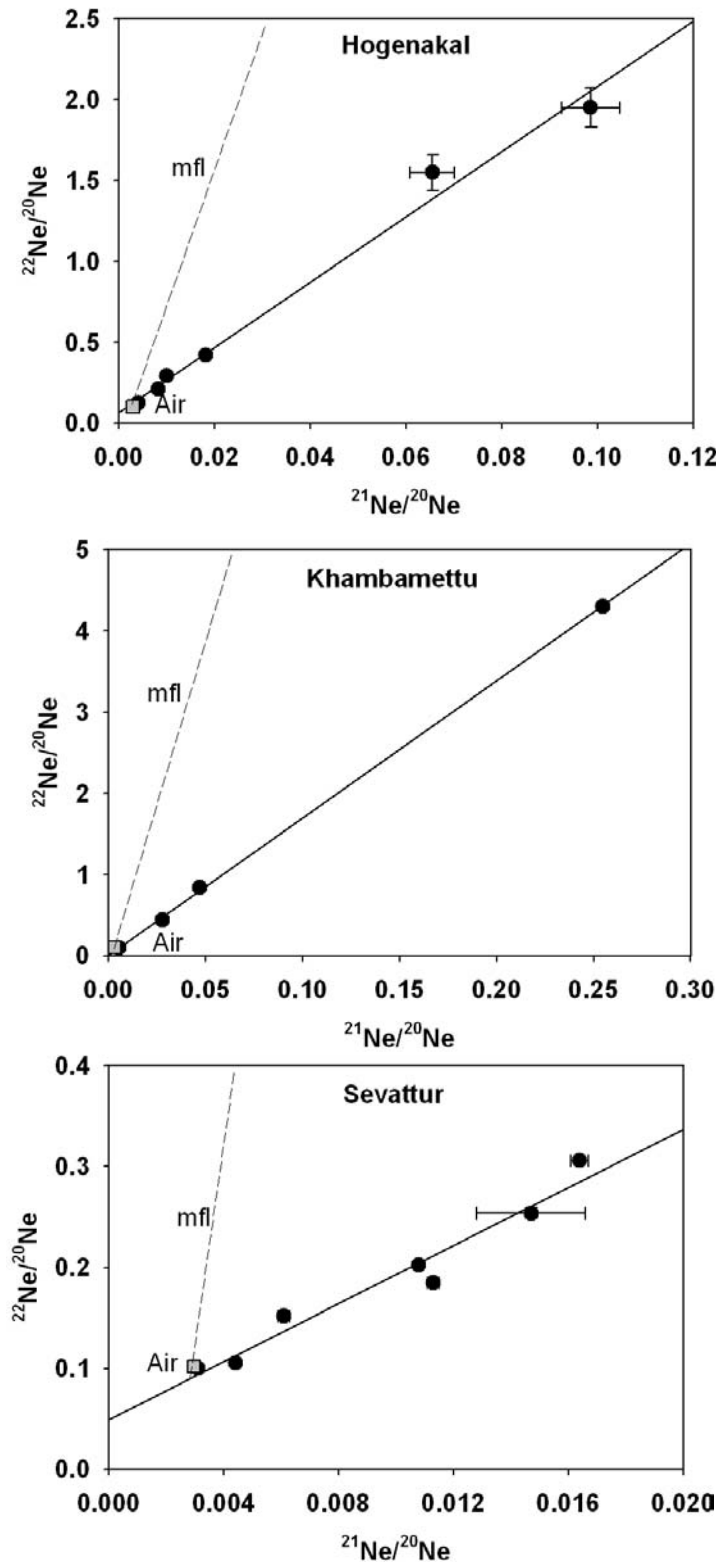 Hogenakal
2.5
2.0
1.5
1.0
0.5
0.0
²²Ne/²⁰Ne
mfl
Air
0.00 0.02 0.04 0.06 0.08 0.10 0.12
²¹Ne/²⁰Ne
Khambamettu
5
4
3
2
1
0
²²Ne/²⁰Ne
mfl
Air
0.00 0.05 0.10 0.15 0.20 0.25 0.30
²¹Ne/²⁰Ne
Sevattur
0.4
0.3
0.2
0.1
0.0
²²Ne/²⁰Ne
mfl
Air
0.000 0.004 0.008 0.012 0.016 0.020
²¹Ne/²⁰Ne